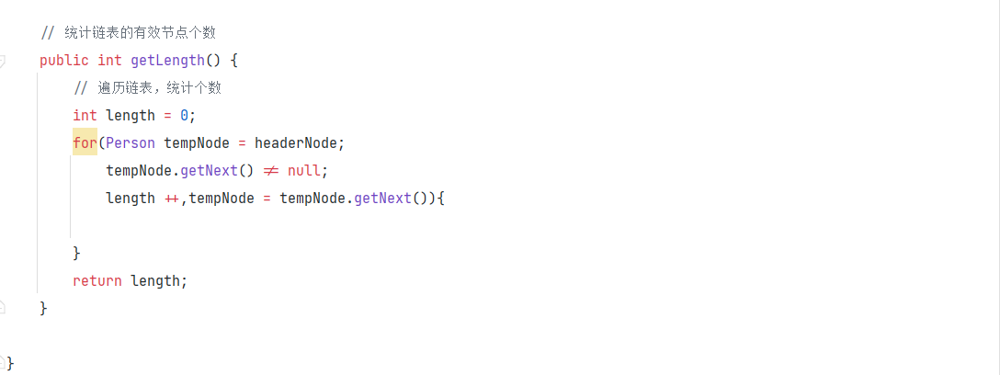 // 统计链表的有效节点个数
public int getLength() {
// 遍历链表，统计个数
int length = 0;
for(Person tempNode = headerNode;
tempNode.getNext() != null;
length ++,tempNode = tempNode.getNext()){
}
return length;
}
}